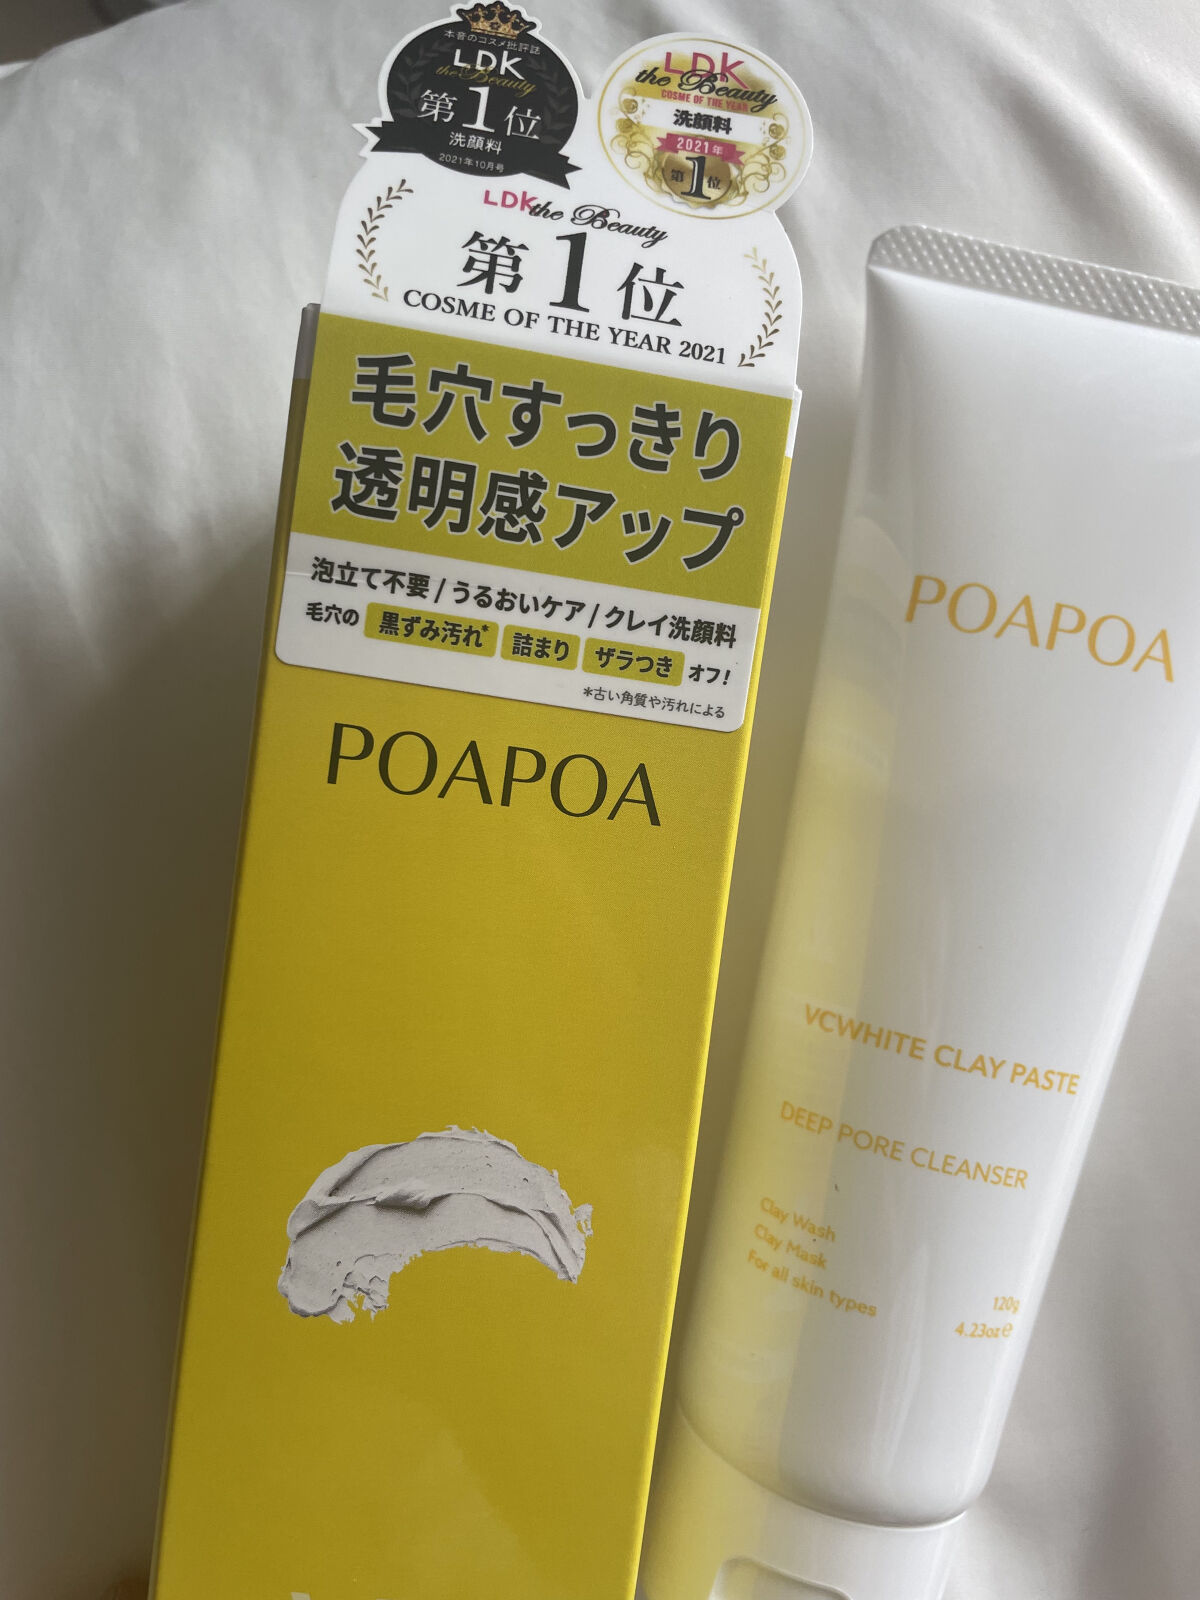 本音のコスメ批評誌
LDK
the Beauty
第1位
洗顔料
2021年10月号
LDK
the Beauty
COSME OF THE YEAR
洗顔料
2021年
第1位
LDK the Beauty
第1位
COSME OF THE YEAR 2021
毛穴すっきり
透明感アップ
泡立て不要/うるおいケア/クレイ洗顔料
毛穴の 黒ずみ汚れ* 詰まり ザラつき オフ!
*古い角質や汚れによる
POAPOA
POAPOA
VCWHITE CLAY PASTE
DEEP PORE CLEANSER
Clay Wash
Clay Mask
For all skin types
120g
4.23oz e